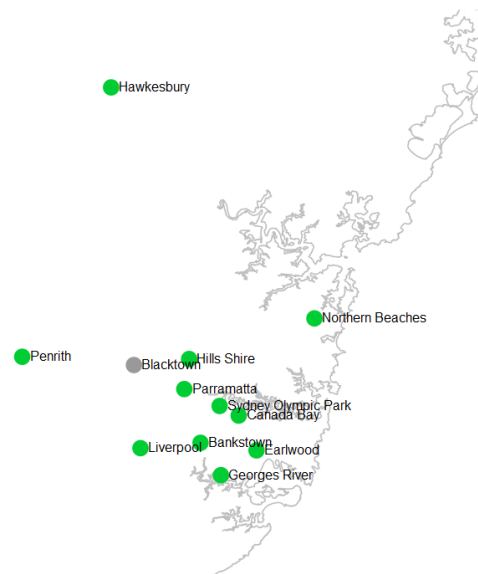 Hawkesbury
Northern Beaches
Penrith
Hills Shire
Blacktown
Parramatta
Sydney Olympic Park
Canada Bay
Liverpool
Bankstown
Earlwood
Georges River